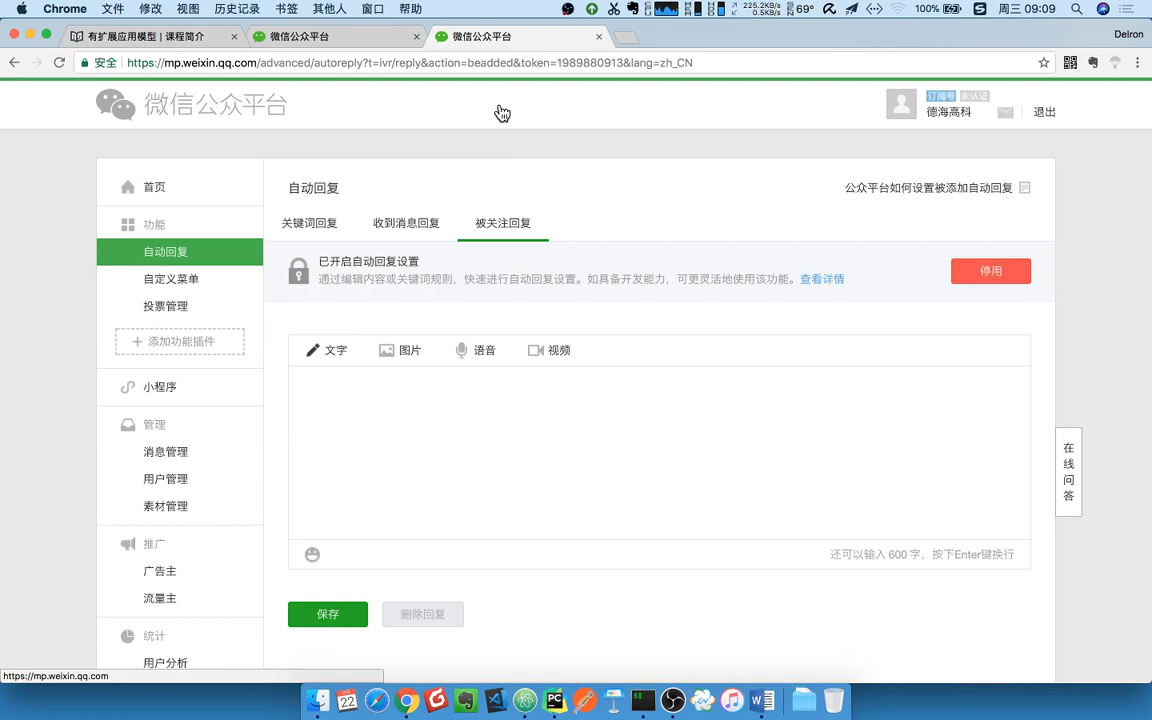 Chrome 文件 修改 视图 历史记录 书签 其他人 窗口 帮助 225.2KB/s 0.5KB/s 69° 100% 周三 09:09
有扩展应用模型 | 课程简介 微信公众平台 微信公众平台 Delron
安全 https://mp.weixin.qq.com/advanced/autoreply?t=ivr/reply&action=beadded&token=1989880913&lang=zh_CN
微信公众平台
订阅号 未认证
德海高科 退出
首页
功能
自动回复
自定义菜单
投票管理
添加功能插件
小程序
管理
消息管理
用户管理
素材管理
推广
广告主
流量主
统计
用户分析
自动回复 公众平台如何设置被添加自动回复
关键词回复 收到消息回复 被关注回复
已开启自动回复设置
通过编辑内容或关键词规则，快速进行自动回复设置。如具备开发能力，可更灵活地使用该功能。查看详情
停用
文字 图片 语音 视频
还可以输入 600 字，按下Enter键换行
保存 删除回复
在线问答
https://mp.weixin.qq.com
22
PC